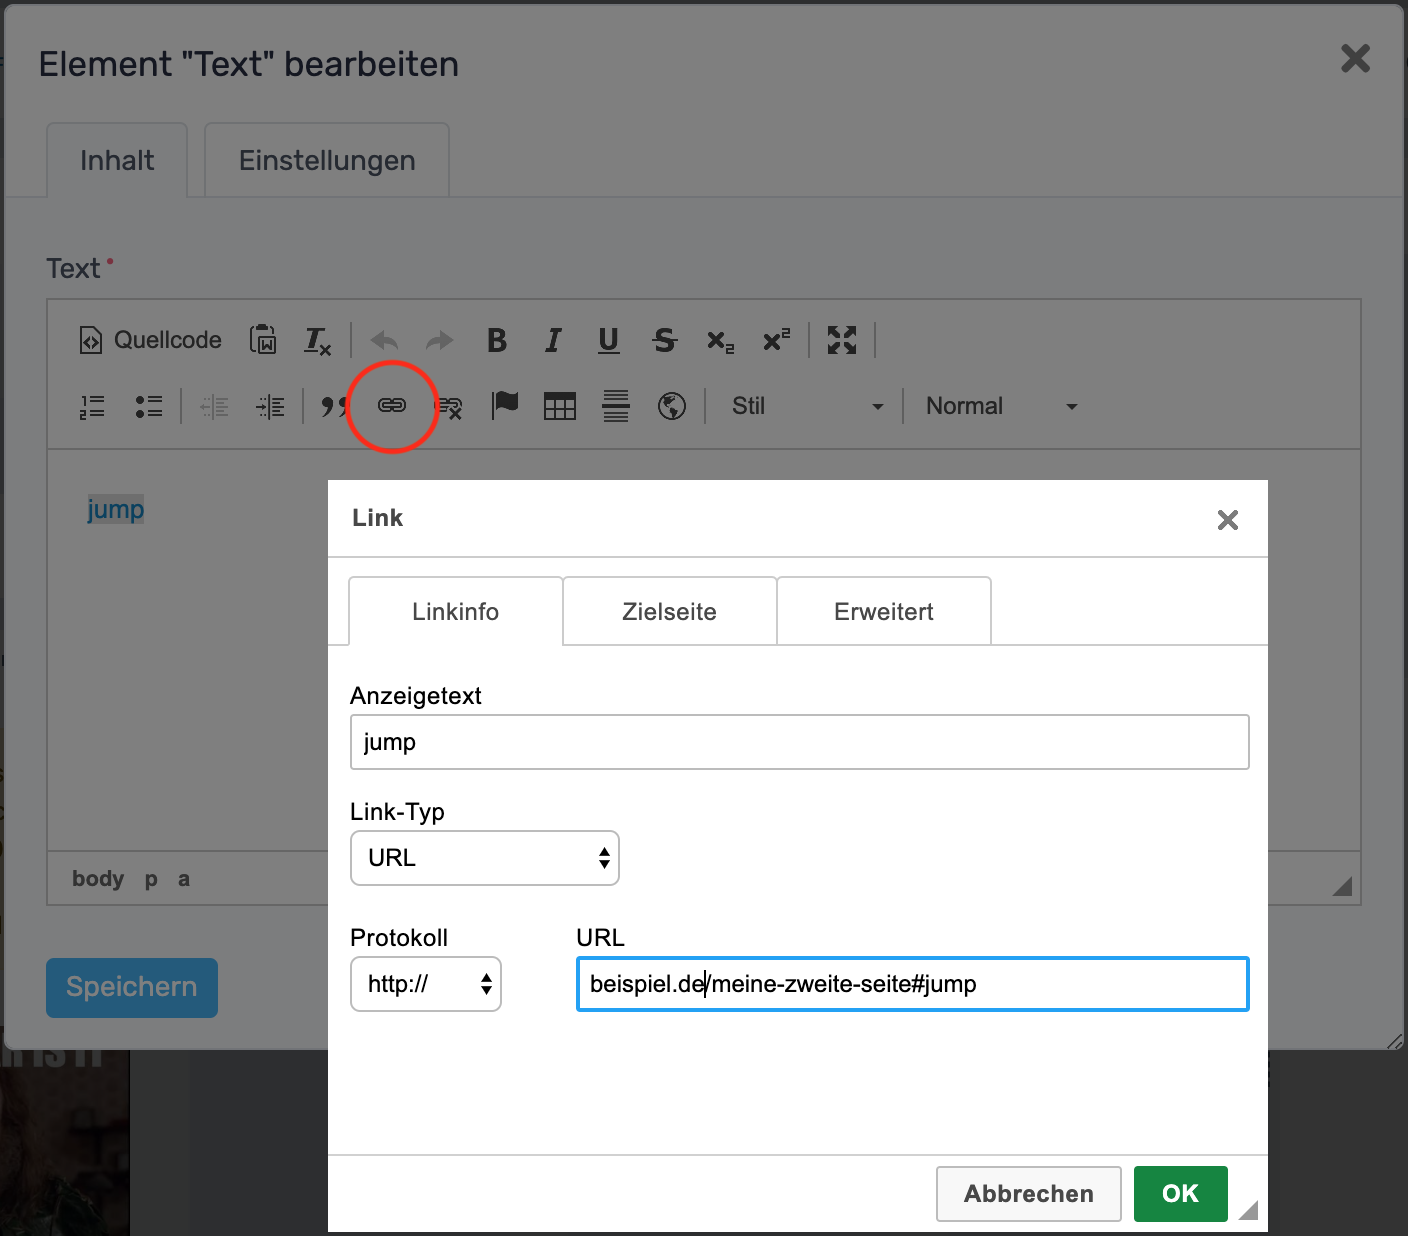 Element "Text" bearbeiten
Inhalt Einstellungen
Text
Quellcode
Stil Normal
jump
Link
Linkinfo Zielseite Erweitert
Anzeigetext
jump
Link-Typ
URL
body p a
Protokoll URL
http:// beispiel.de/meine-zweite-seite#jump
Speichern
Abbrechen OK